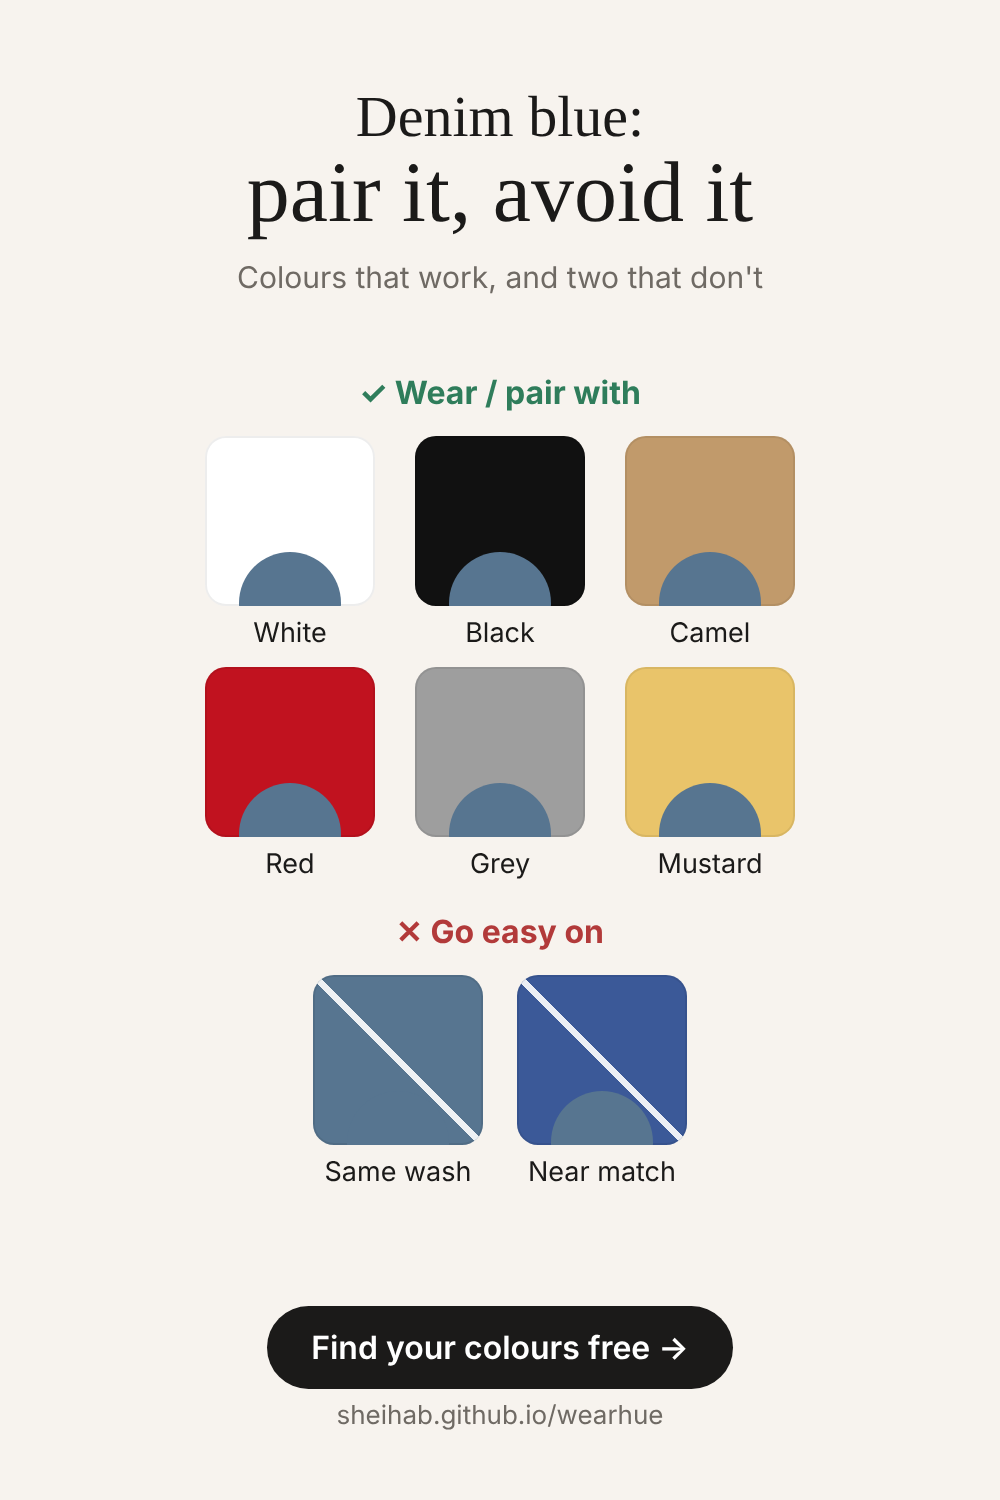 Denim blue:
pair it, avoid it
Colours that work, and two that don't
✓ Wear / pair with
White
Black
Camel
Red
Grey
Mustard
✕ Go easy on
Same wash
Near match
Find your colours free →
sheihab.github.io/wearhue